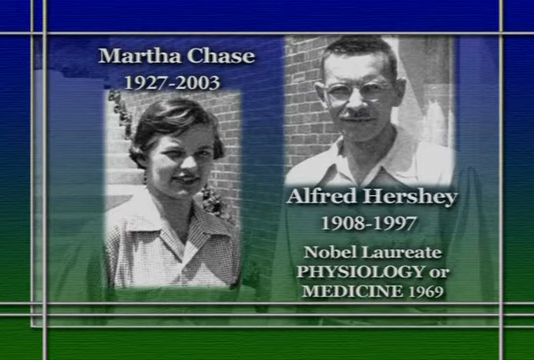 Martha Chase
1927-2003
Alfred Hershey
1908-1997
Nobel Laureate
PHYSIOLOGY or
MEDICINE 1969